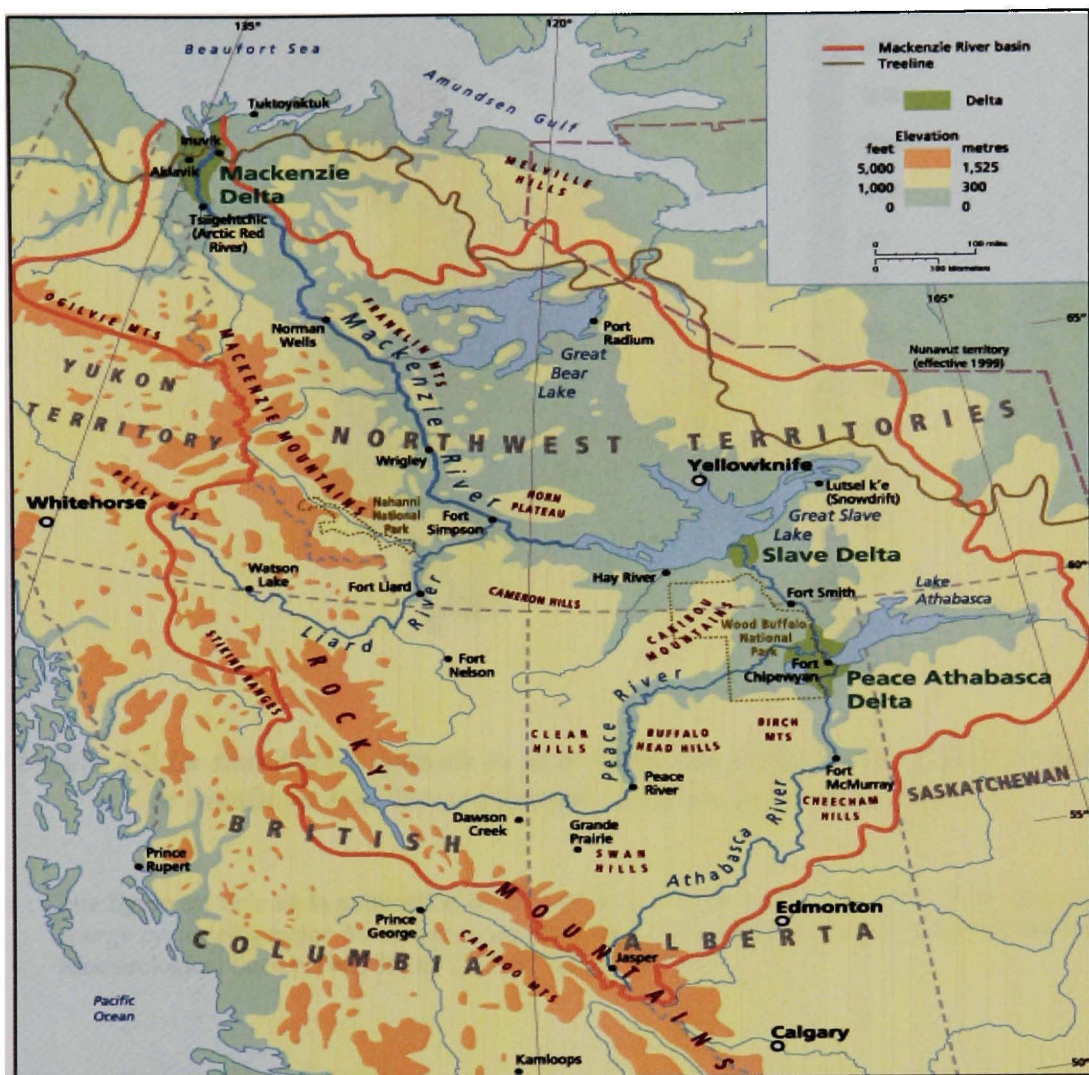 135°
120°
Beaufort Sea
Amundsen Gulf
Mackenzie River basin
Treeline
Delta
Elevation
feet
metres
5,000
1,525
1,000
300
0
0
0
100 miles
0
100 kilometers
Tuktoyaktuk
Inuvik
Aklavik
Mackenzie
Delta
Tsiigehtchic
(Arctic Red
River)
MELVILLE
HILLS
105°
65°
OGILVIE MTS
Norman
Wells
FRANKLIN MTS
Mackenzie River
Port
Radium
Great
Bear
Lake
Nunavut territory
(effective 1999)
YUKON
TERRITORY
MACKENZIE MOUNTAINS
NORTHWEST TERRITORIES
Wrigley
Yellowknife
Lutsel k'e
(Snowdrift)
PELLY MTS
Whitehorse
Nahanni
National
Park
Fort
Simpson
HORN
PLATEAU
Great Slave
Lake
Slave Delta
60°
Watson
Lake
Fort Liard
Hay River
CAMERON HILLS
Fort Smith
Lake
Athabasca
Liard River
CARIBOU
MOUNTAINS
Wood Buffalo
National
Park
Fort
Chipewyan
Peace Athabasca
Delta
STIKINE RANGES
Fort
Nelson
Peace River
CLEAR
HILLS
BUFFALO
HEAD HILLS
BIRCH
MTS
ROCKY MOUNTAINS
Peace
River
Fort
McMurray
SASKATCHEWAN
CHEECHAM
HILLS
Dawson
Creek
Grande
Prairie
SWAN
HILLS
Athabasca River
55°
BRITISH
COLUMBIA
Prince
Rupert
Prince
George
CARIBOO MTS
Edmonton
ALBERTA
Jasper
Pacific
Ocean
Calgary
Kamloops
50°